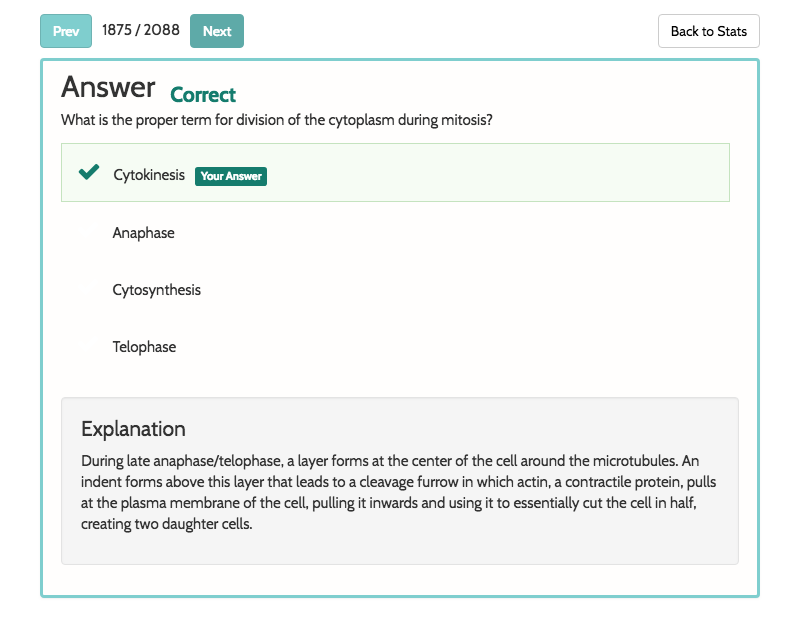 Prev 1875 / 2088 Next Back to Stats
Answer Correct
What is the proper term for division of the cytoplasm during mitosis?
Cytokinesis Your Answer
Anaphase
Cytosynthesis
Telophase
Explanation
During late anaphase/telophase, a layer forms at the center of the cell around the microtubules. An
indent forms above this layer that leads to a cleavage furrow in which actin, a contractile protein, pulls
at the plasma membrane of the cell, pulling it inwards and using it to essentially cut the cell in half,
creating two daughter cells.